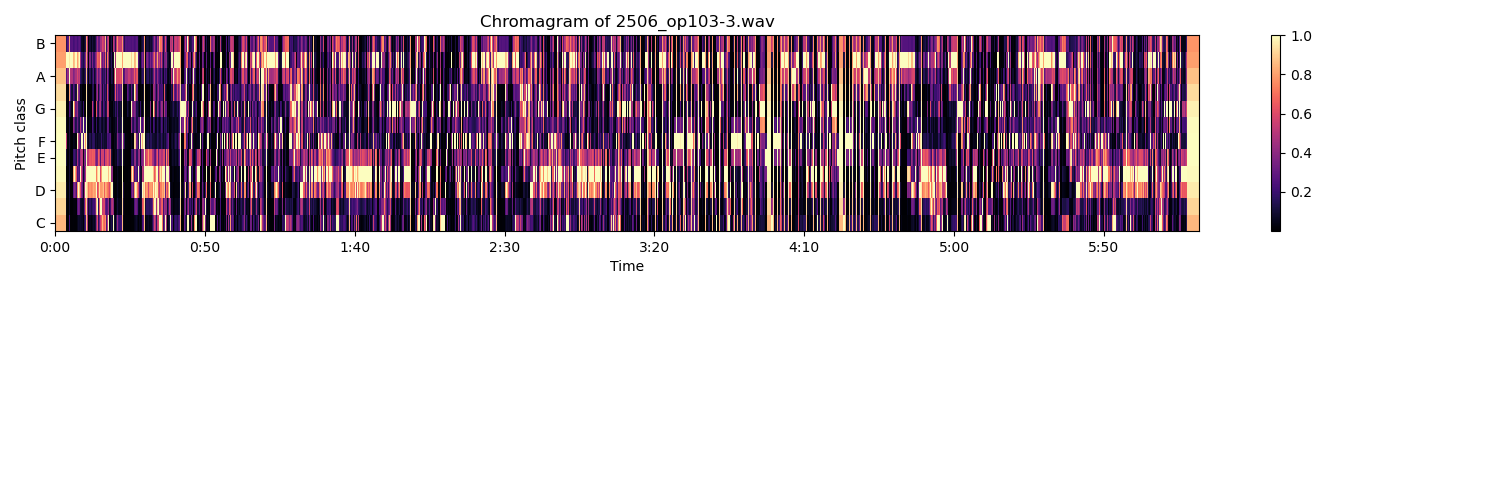 Chromagram of 2506_op103-3.wav
Pitch class
B
A
G
F
E
D
C
0:00 0:50 1:40 2:30 3:20 4:10 5:00 5:50
Time
1.0
0.8
0.6
0.4
0.2